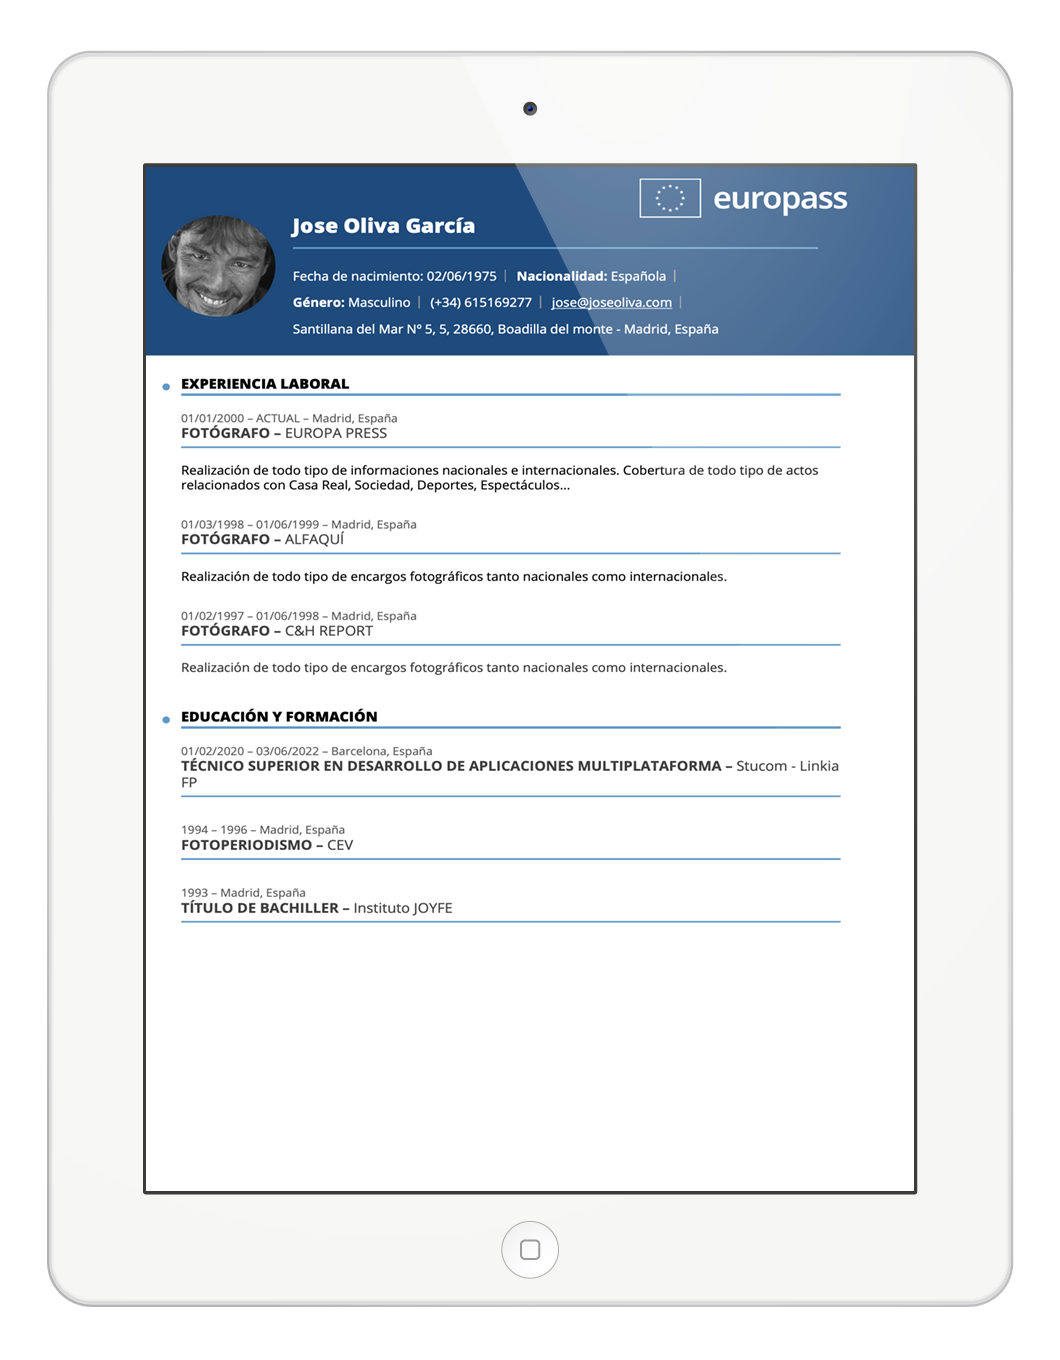 europass
Jose Oliva García
Fecha de nacimiento: 02/06/1975 | Nacionalidad: Española |
Género: Masculino | (+34) 615169277 | jose@joseoliva.com |
Santillana del Mar Nº 5, 5, 28660, Boadilla del monte - Madrid, España
EXPERIENCIA LABORAL
01/01/2000 – ACTUAL – Madrid, España
FOTÓGRAFO – EUROPA PRESS
Realización de todo tipo de informaciones nacionales e internacionales. Cobertura de todo tipo de actos
relacionados con Casa Real, Sociedad, Deportes, Espectáculos...
01/03/1998 – 01/06/1999 – Madrid, España
FOTÓGRAFO – ALFAQUÍ
Realización de todo tipo de encargos fotográficos tanto nacionales como internacionales.
01/02/1997 – 01/06/1998 – Madrid, España
FOTÓGRAFO – C&H REPORT
Realización de todo tipo de encargos fotográficos tanto nacionales como internacionales.
EDUCACIÓN Y FORMACIÓN
01/02/2020 – 03/06/2022 – Barcelona, España
TÉCNICO SUPERIOR EN DESARROLLO DE APLICACIONES MULTIPLATAFORMA – Stucom - Linkia
FP
1994 – 1996 – Madrid, España
FOTOPERIODISMO – CEV
1993 – Madrid, España
TÍTULO DE BACHILLER – Instituto JOYFE